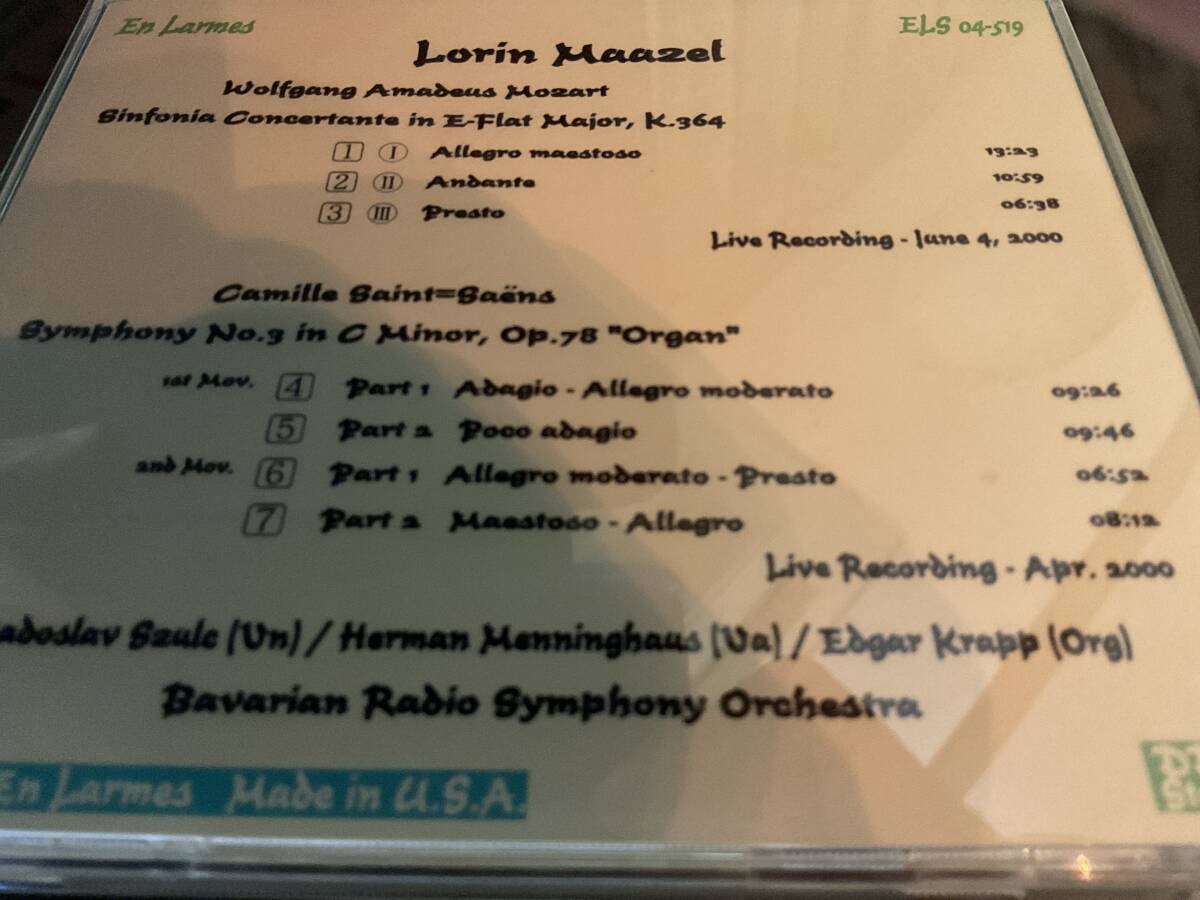 En Larmes ELS 04-519
Lorin Maazel
Wolfgang Amadeus Mozart
Sinfonia Concertante in E-Flat Major, K.364
1 I Allegro maestoso 13:23
2 II Andante 10:59
3 III Presto 06:38
Live Recording - June 4, 2000
Camille Saint=Saëns
Symphony No.3 in C Minor, Op.78 "Organ"
1st Mov. 4 Part 1 Adagio - Allegro moderato 09:26
5 Part 2 Poco adagio 09:46
2nd Mov. 6 Part 1 Allegro moderato - Presto 06:52
7 Part 2 Maestoso - Allegro 08:12
Live Recording - Apr. 2000
adoslav Szulc (Vn) / Herman Menninghaus (Va) / Edgar Krapp (Org)
Bavarian Radio Symphony Orchestra
En Larmes Made in U.S.A.